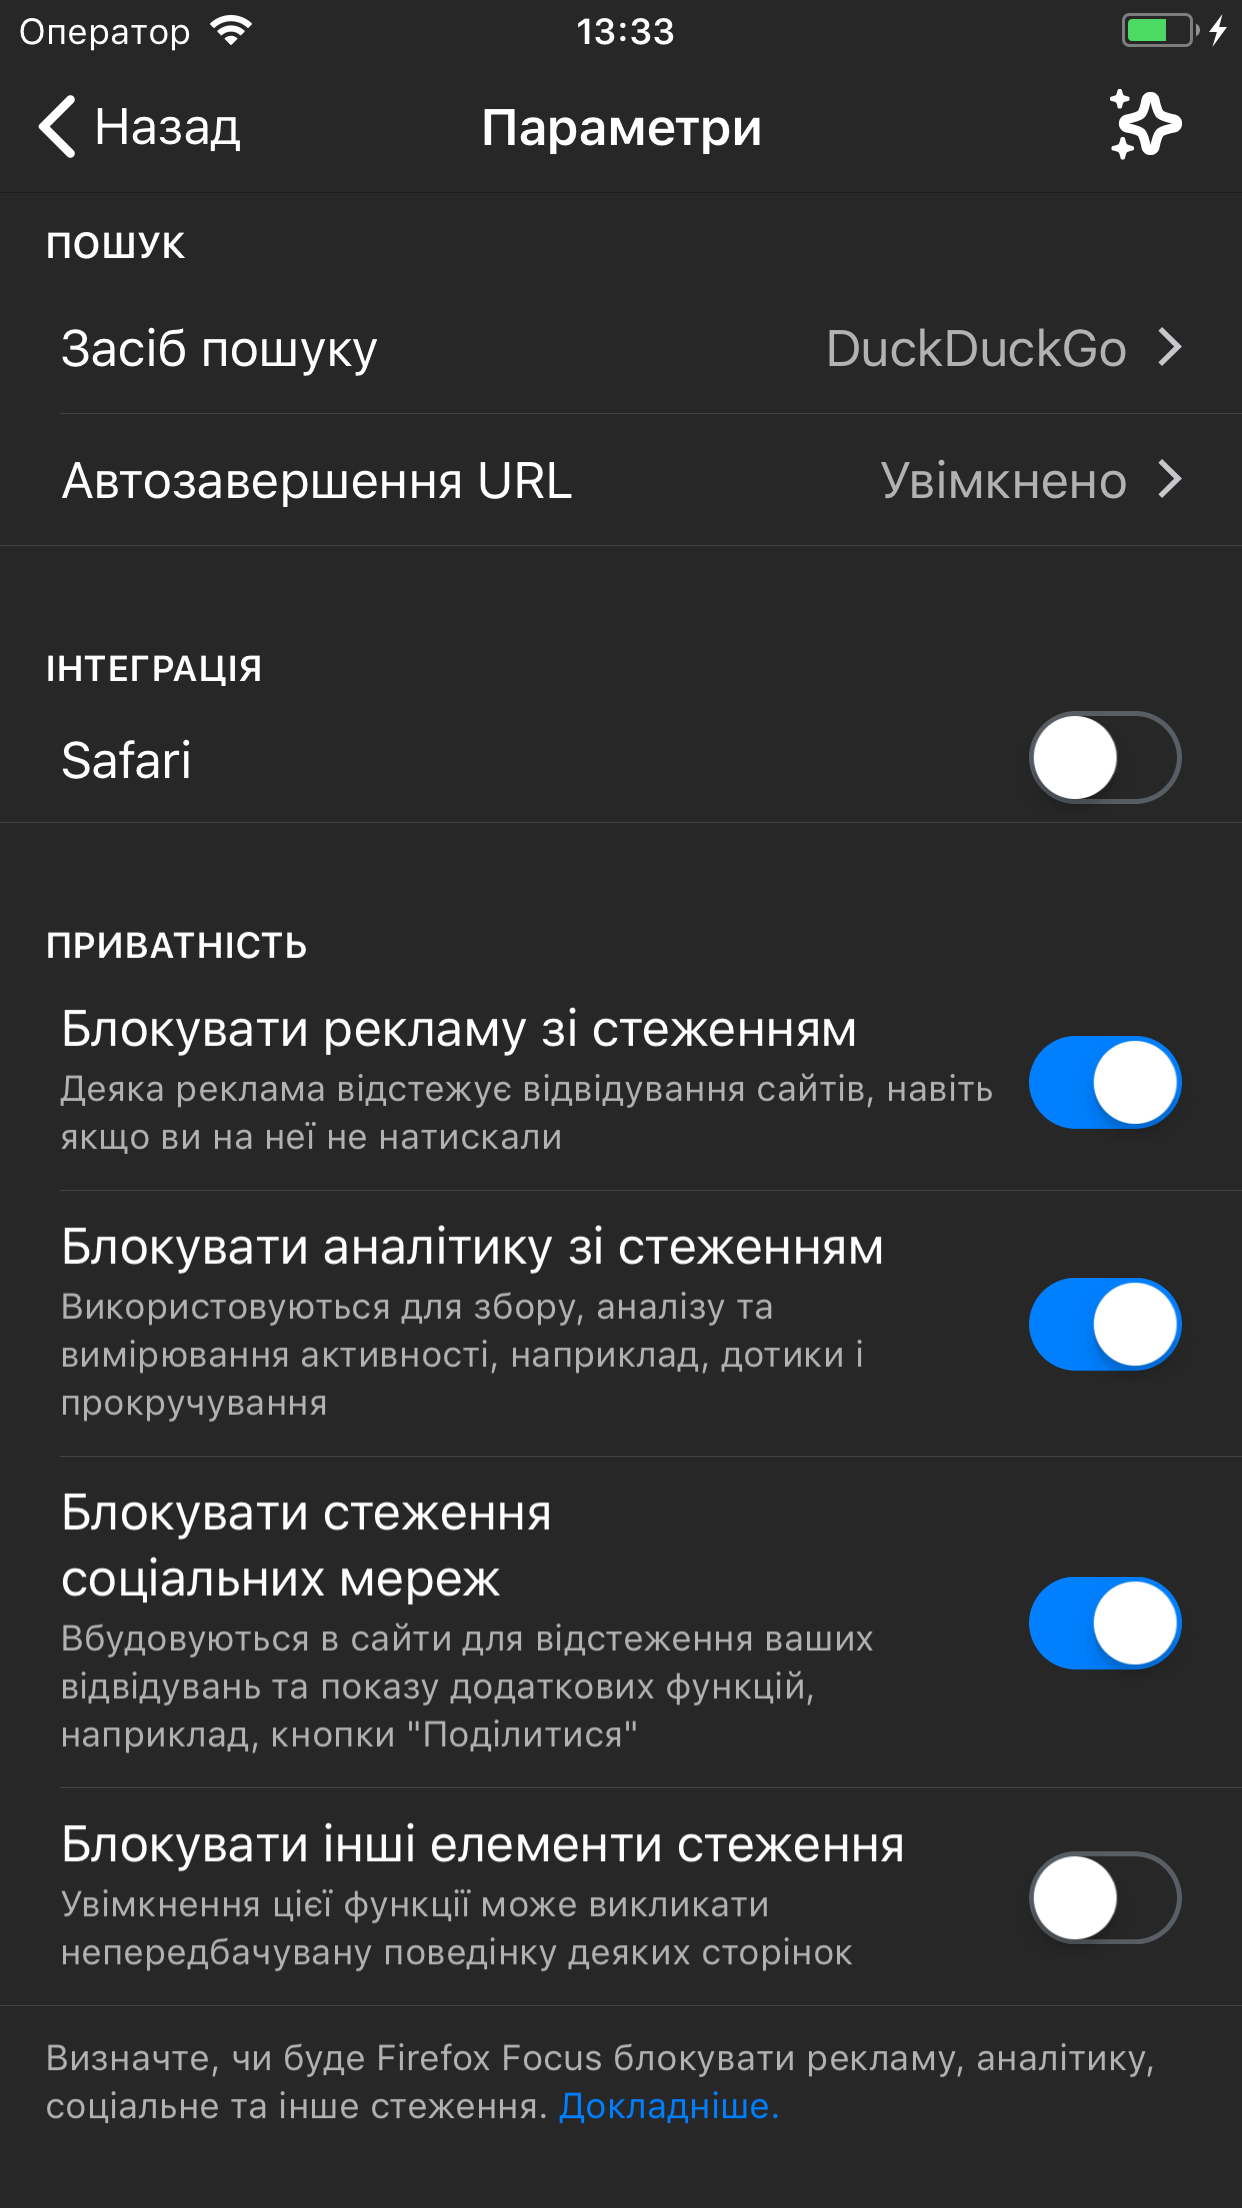 Оператор 13:33
Назад Параметри
ПОШУК
Засіб пошуку DuckDuckGo
Автозавершення URL Увімкнено
ІНТЕГРАЦІЯ
Safari
ПРИВАТНІСТЬ
Блокувати рекламу зі стеженням
Деяка реклама відстежує відвідування сайтів, навіть
якщо ви на неї не натискали
Блокувати аналітику зі стеженням
Використовуються для збору, аналізу та
вимірювання активності, наприклад, дотики і
прокручування
Блокувати стеження
соціальних мереж
Вбудовуються в сайти для відстеження ваших
відвідувань та показу додаткових функцій,
наприклад, кнопки "Поділитися"
Блокувати інші елементи стеження
Увімкнення цієї функції може викликати
непередбачувану поведінку деяких сторінок
Визначте, чи буде Firefox Focus блокувати рекламу, аналітику,
соціальне та інше стеження. Докладніше.